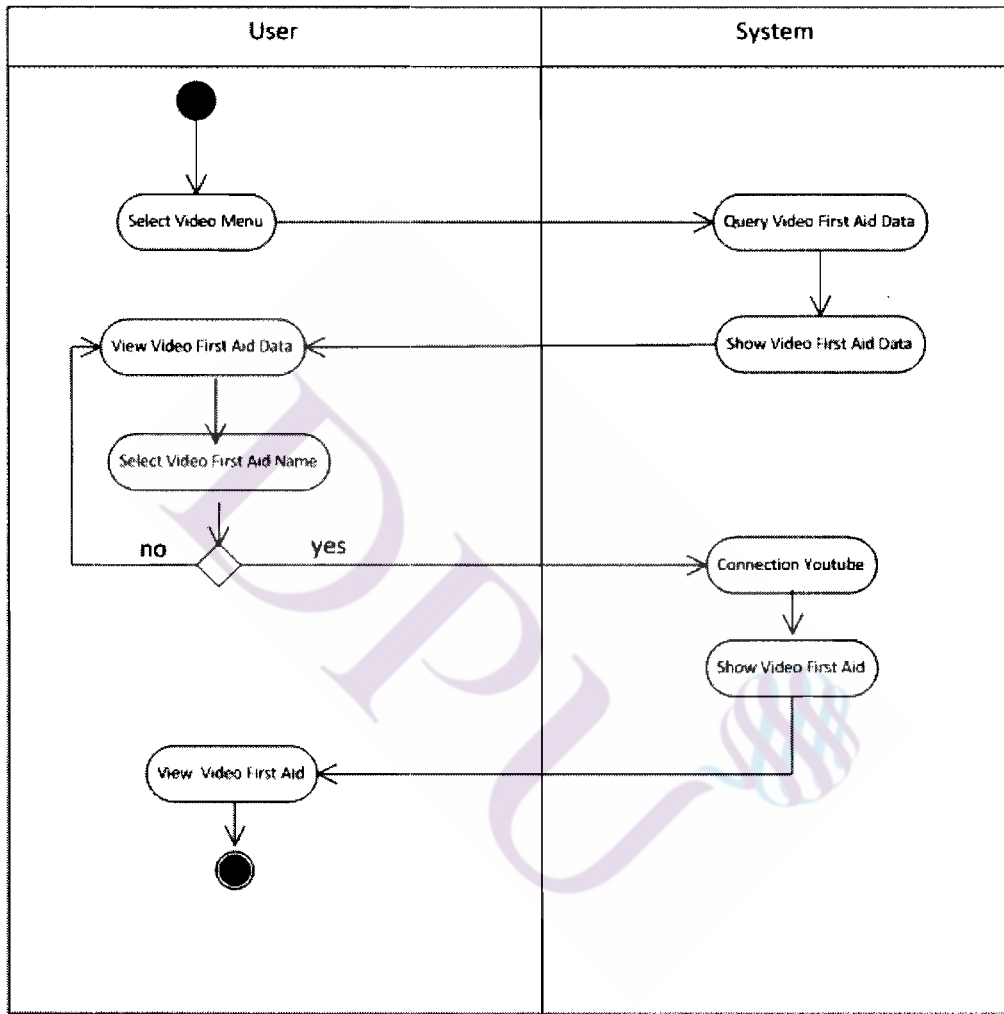 User
System
Select Video Menu
Query Video First Aid Data
View Video First Aid Data
Show Video First Aid Data
Select Video First Aid Name
no
yes
Connection Youtube
Show Video First Aid
View Video First Aid
DPU